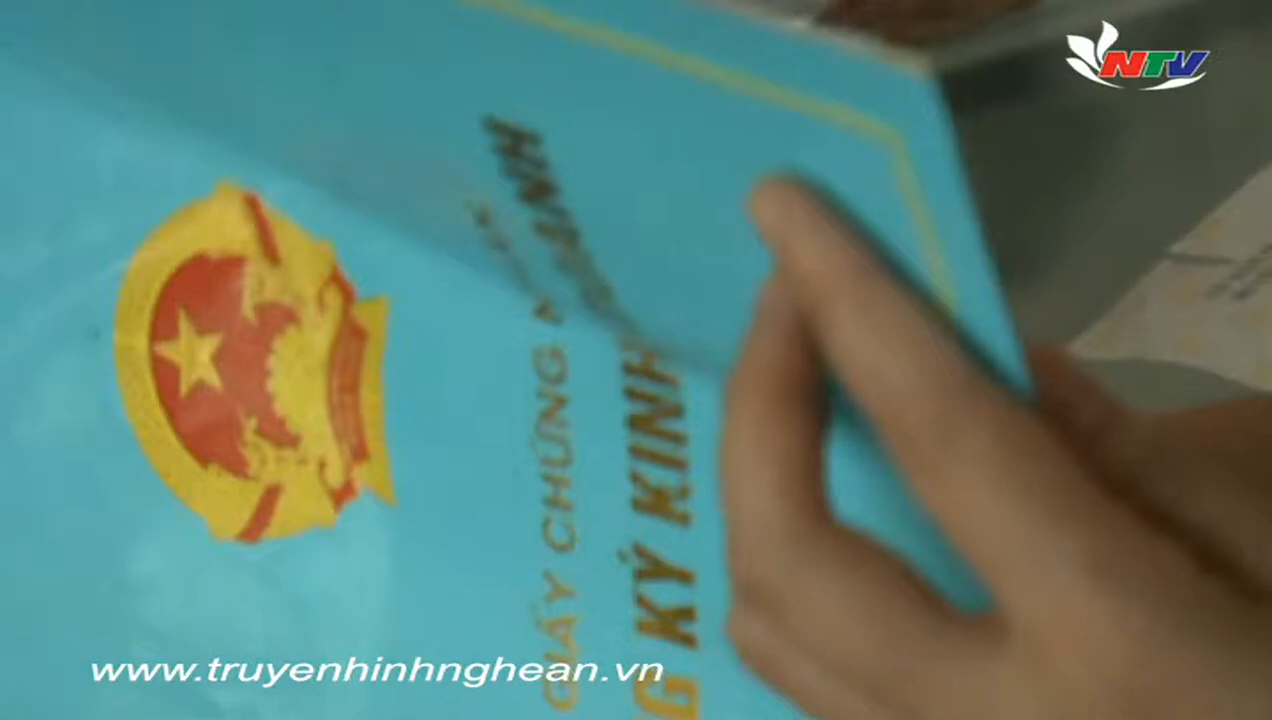 NTV
GIẤY CHỨNG
G KÝ KINH
ANH
www.truyenhinhnghean.vn